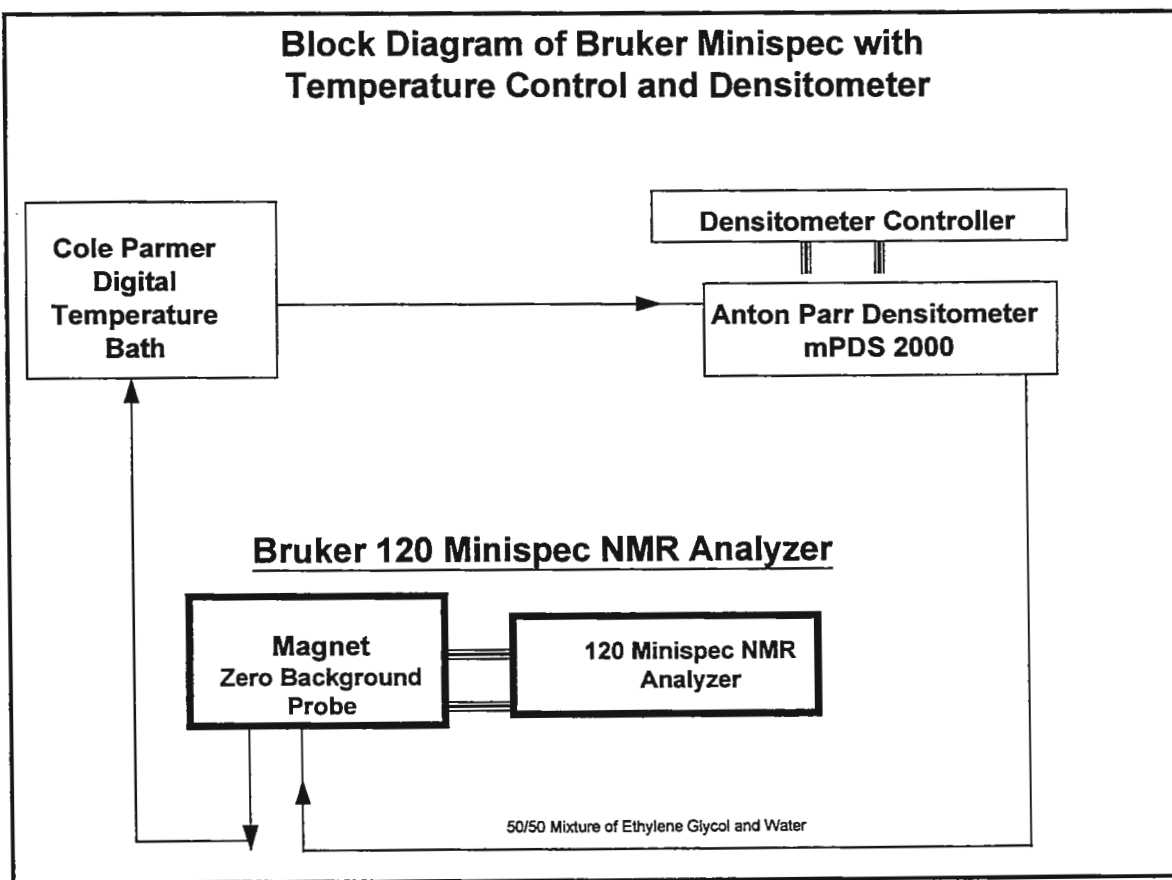 Block Diagram of Bruker Minispec with
Temperature Control and Densitometer
Cole Parmer
Digital
Temperature
Bath
Densitometer Controller
Anton Parr Densitometer
mPDS 2000
Bruker 120 Minispec NMR Analyzer
Magnet
Zero Background
Probe
120 Minispec NMR
Analyzer
50/50 Mixture of Ethylene Glycol and Water